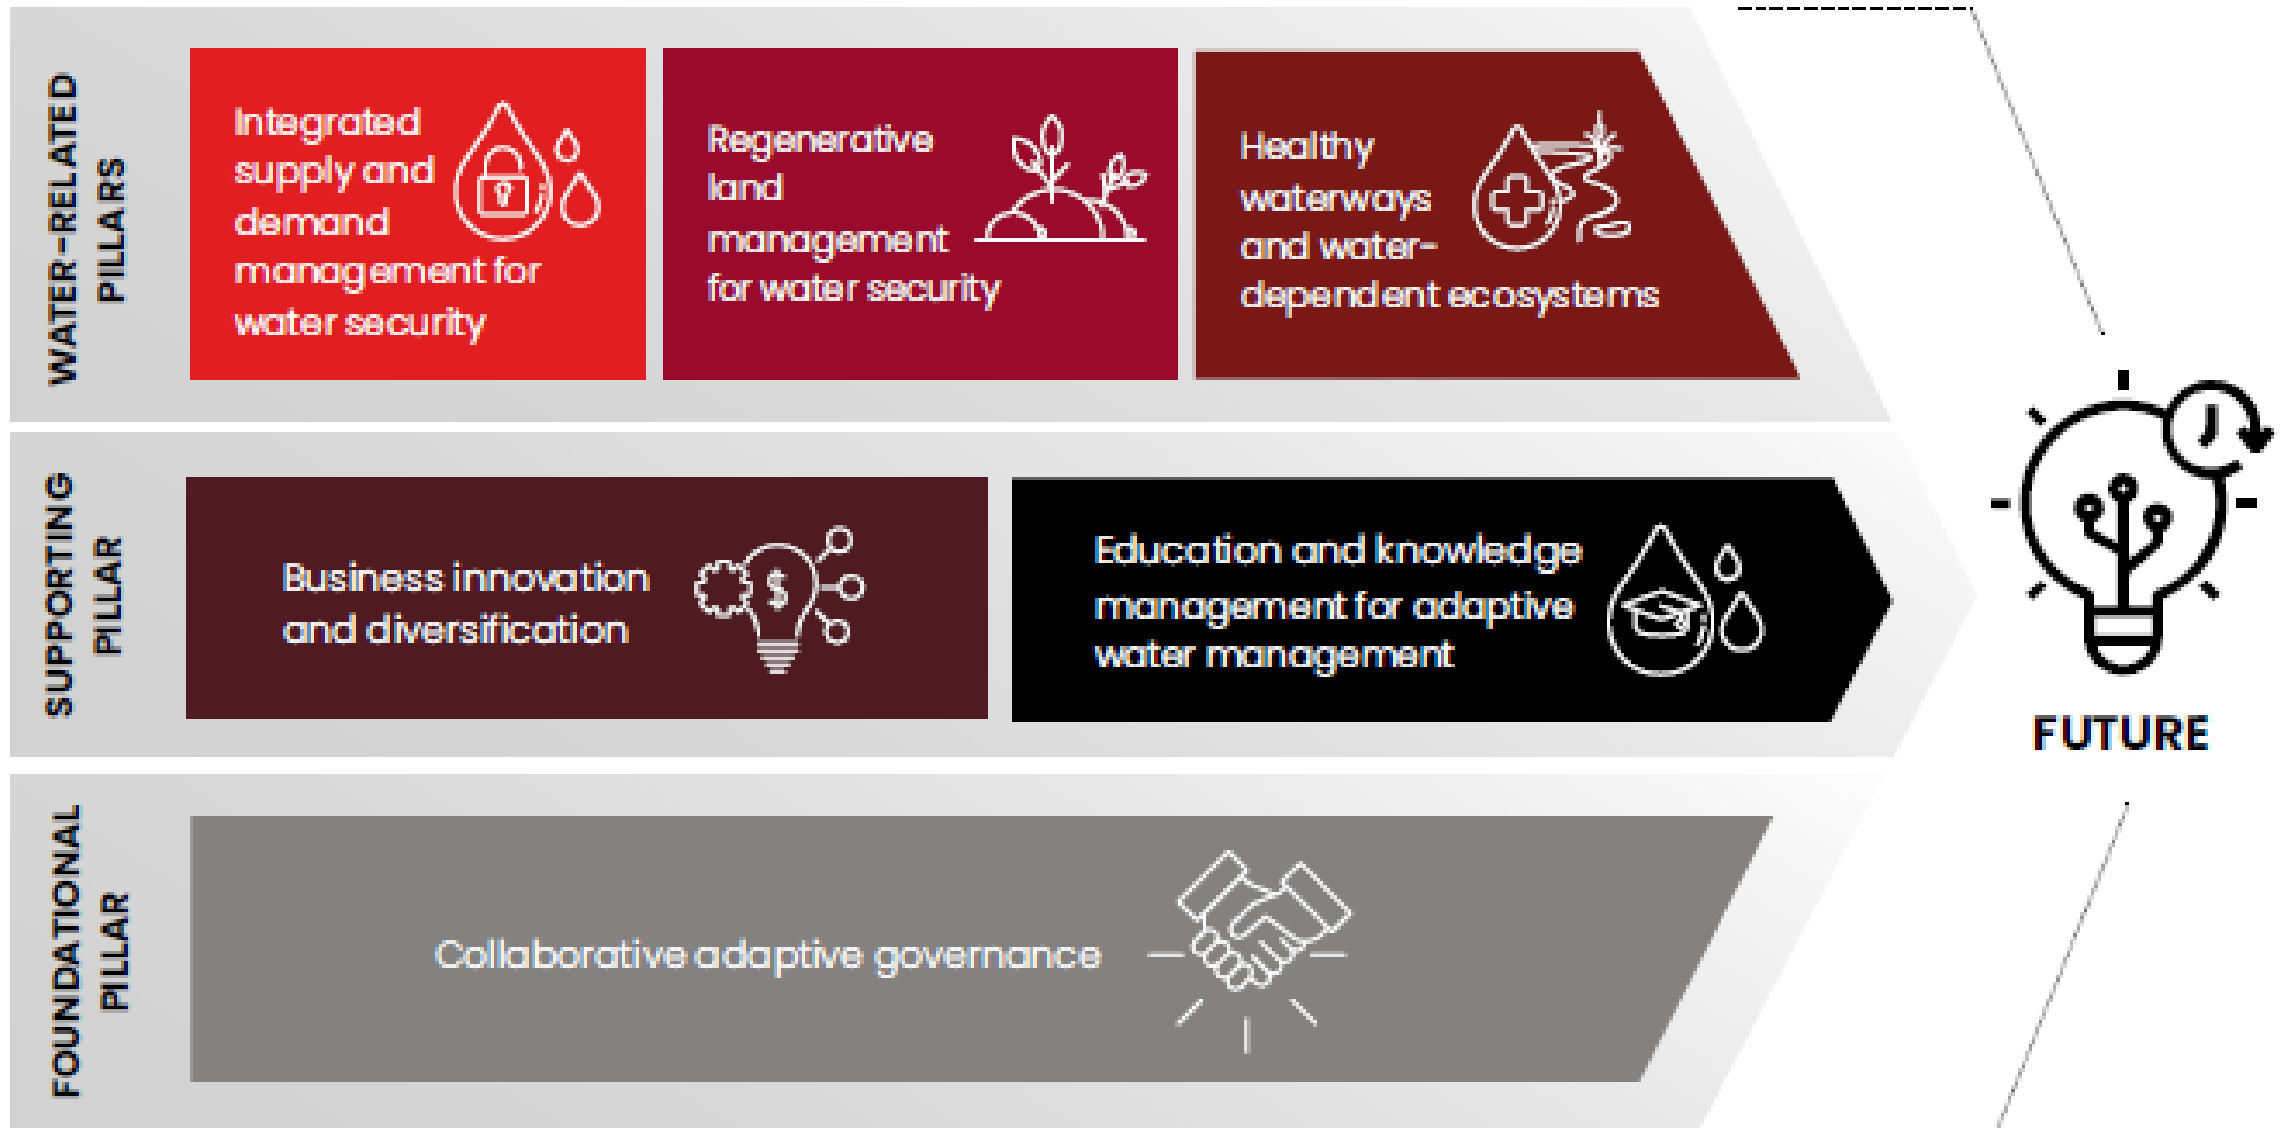 WATER-RELATED
PILLARS
Integrated
supply and
demand
management for
water security
Regenerative
land
management
for water security
Healthy
waterways
and water-
dependent ecosystems
SUPPORTING
PILLAR
Business innovation
and diversification
$
Education and knowledge
management for adaptive
water management
FUTURE
FOUNDATIONAL
PILLAR
Collaborative adaptive governance